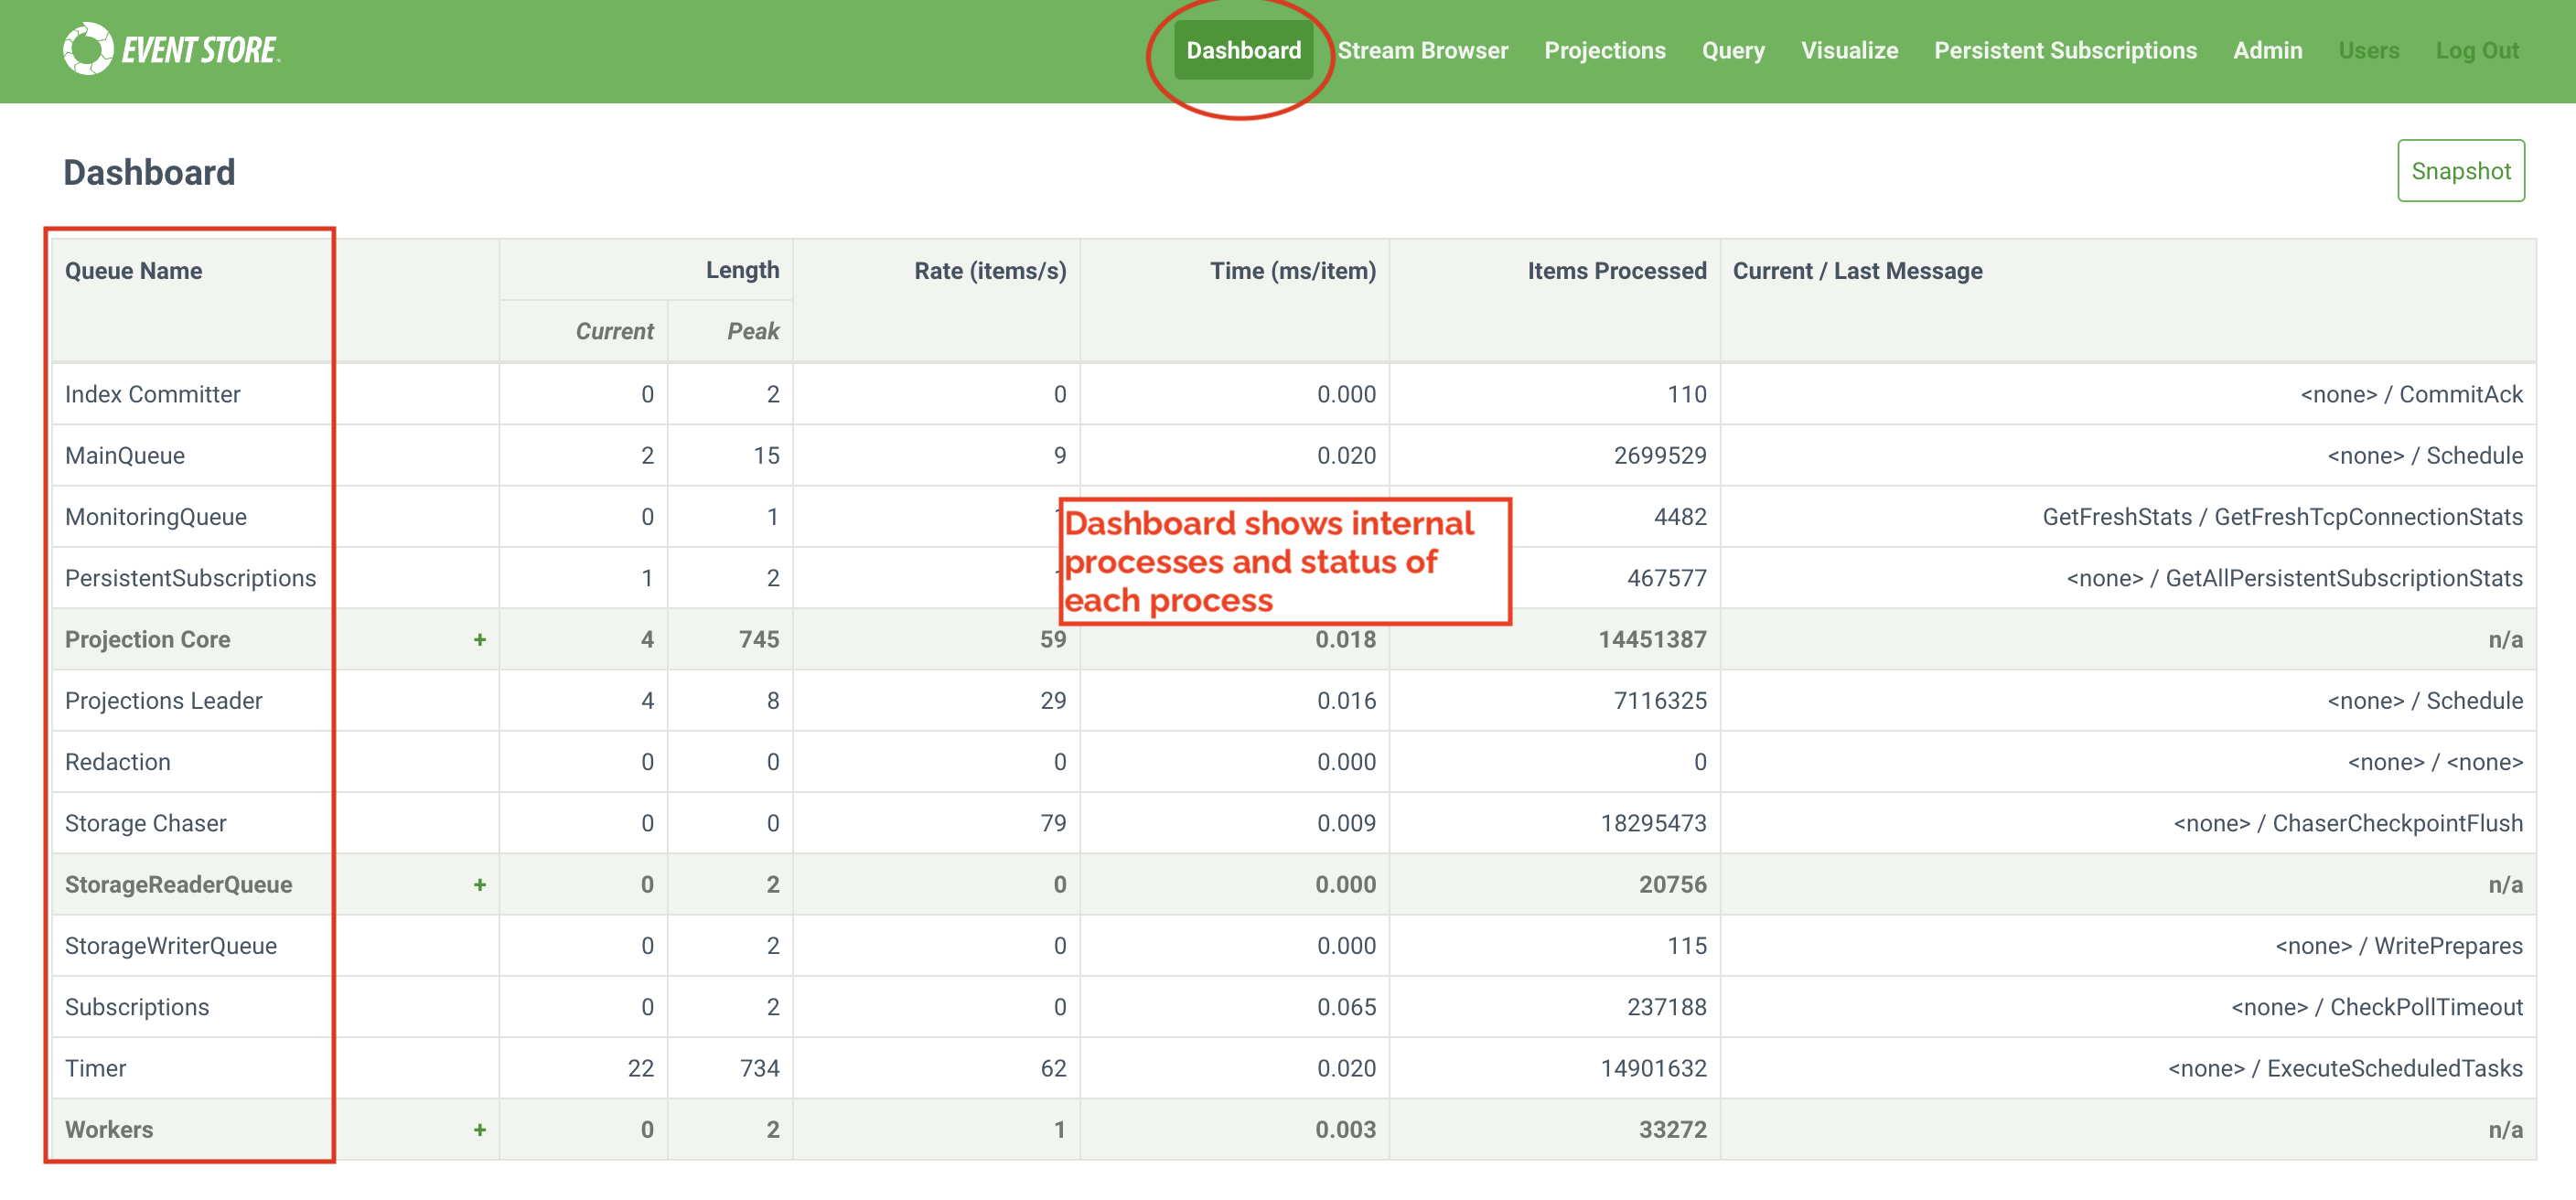 EVENT STORE
Dashboard Stream Browser Projections Query Visualize Persistent Subscriptions Admin Users Log Out
Dashboard
Snapshot
Queue Name Length Rate (items/s) Time (ms/item) Items Processed Current / Last Message
Current Peak
Index Committer 0 2 0 0.000 110 <none> / CommitAck
MainQueue 2 15 9 0.020 2699529 <none> / Schedule
MonitoringQueue 0 1 4482 GetFreshStats / GetFreshTcpConnectionStats
PersistentSubscriptions 1 2 467577 <none> / GetAllPersistentSubscriptionStats
Dashboard shows internal
processes and status of
each process
Projection Core + 4 745 59 0.018 14451387 n/a
Projections Leader 4 8 29 0.016 7116325 <none> / Schedule
Redaction 0 0 0 0.000 0 <none> / <none>
Storage Chaser 0 0 79 0.009 18295473 <none> / ChaserCheckpointFlush
StorageReaderQueue + 0 2 0 0.000 20756 n/a
StorageWriterQueue 0 2 0 0.000 115 <none> / WritePrepares
Subscriptions 0 2 0 0.065 237188 <none> / CheckPollTimeout
Timer 22 734 62 0.020 14901632 <none> / ExecuteScheduledTasks
Workers + 0 2 1 0.003 33272 n/a